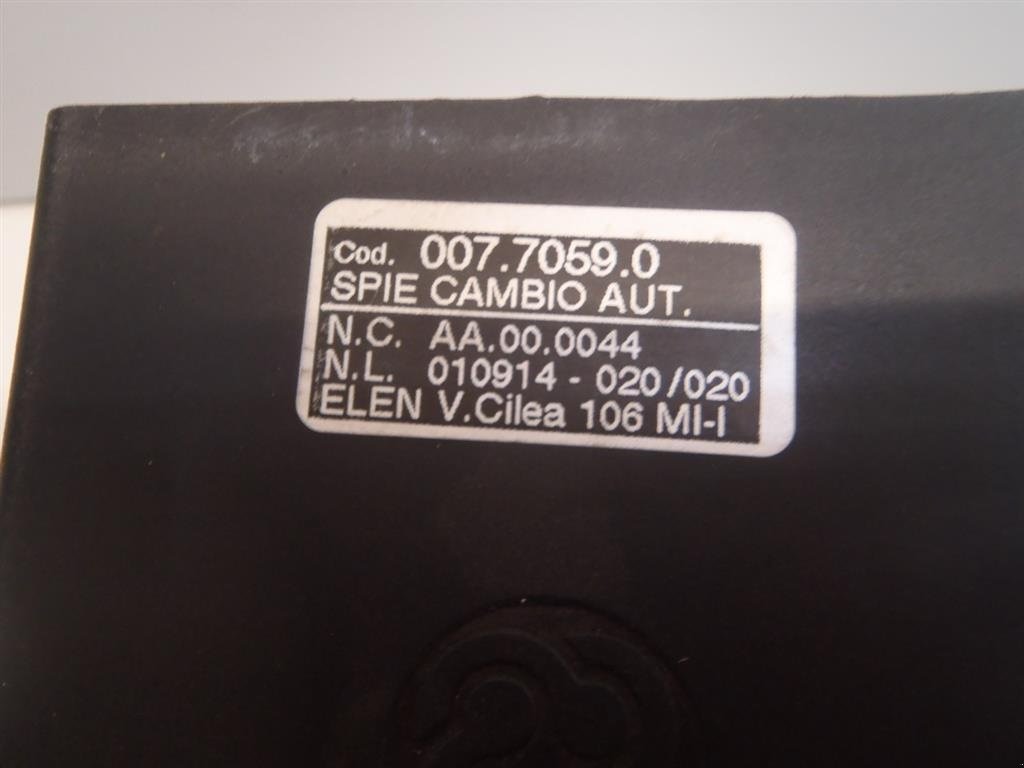 Cod. 007.7059.0
SPIE CAMBIO AUT.
N.C. AA.00.0044
N.L. 010914 - 020/020
ELEN V.Cilea 106 MI-I